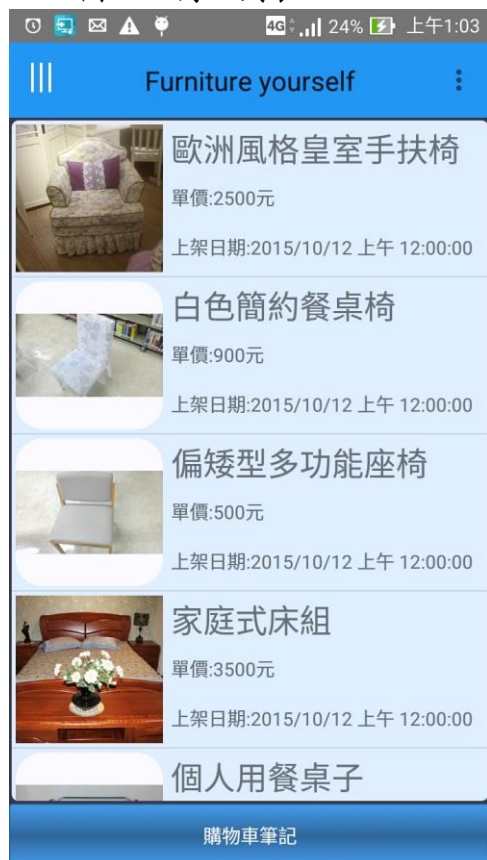 4G 24% 上午1:03
Furniture yourself
歐洲風格皇室手扶椅
單價:2500元
上架日期:2015/10/12 上午 12:00:00
白色簡約餐桌椅
單價:900元
上架日期:2015/10/12 上午 12:00:00
偏矮型多功能座椅
單價:500元
上架日期:2015/10/12 上午 12:00:00
家庭式床組
單價:3500元
上架日期:2015/10/12 上午 12:00:00
個人用餐桌子
購物車筆記